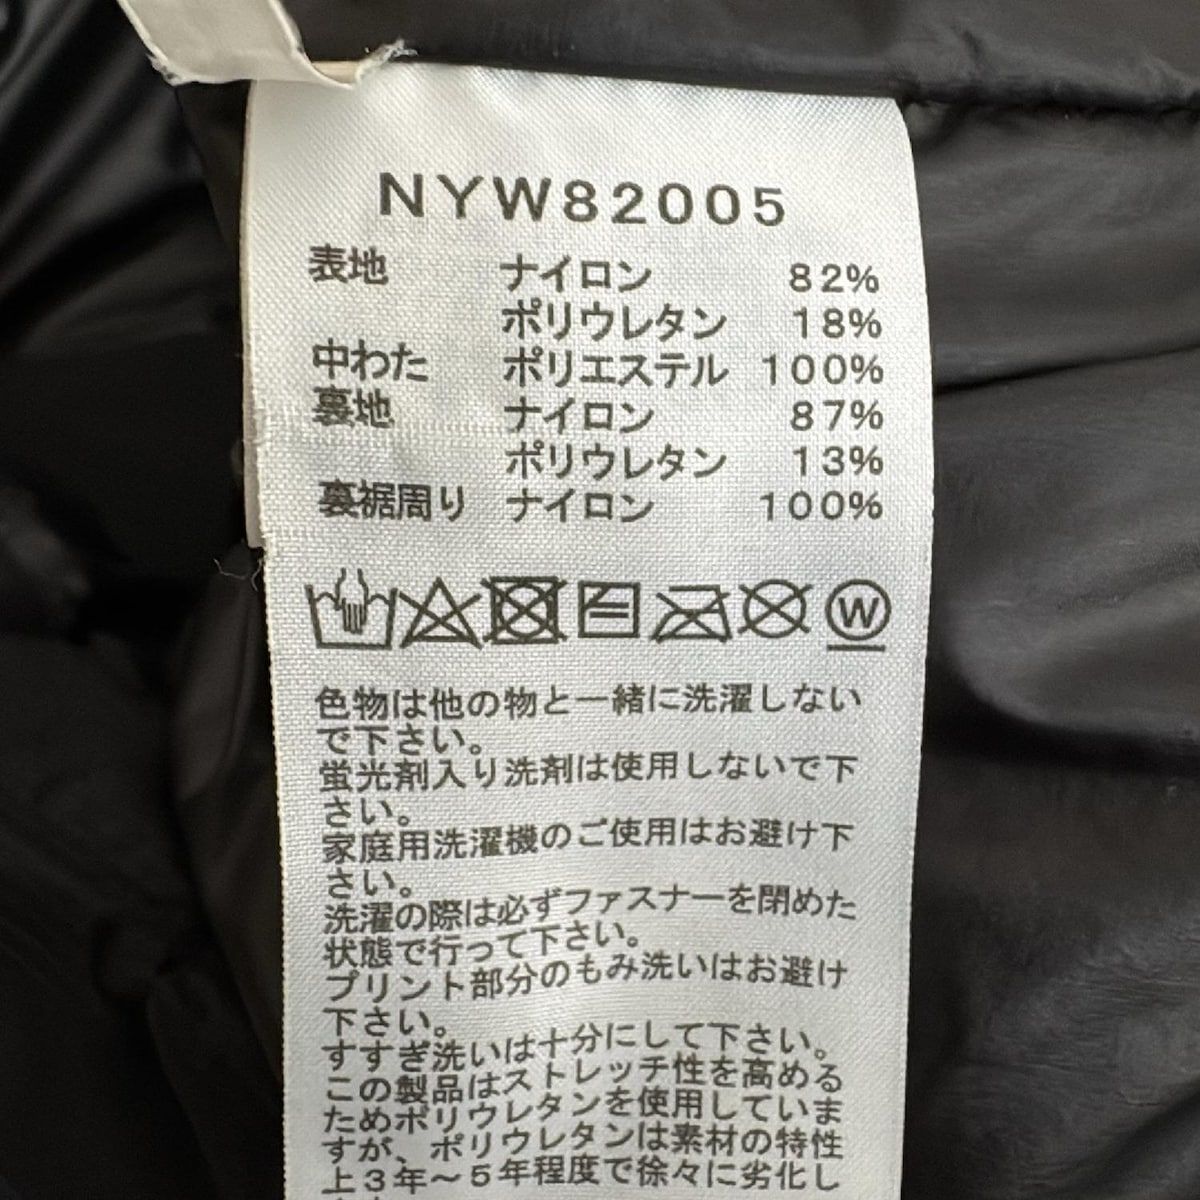 NYW82005
表地 ナイロン 82%
ポリウレタン 18%
中わた ポリエステル 100%
裏地 ナイロン 87%
ポリウレタン 13%
裏裾周り ナイロン 100%
W
色物は他の物と一緒に洗濯しない
で下さい。
蛍光剤入り洗剤は使用しないで下
さい。
家庭用洗濯機のご使用はお避け下
さい。
洗濯の際は必ずファスナーを閉めた
状態で行って下さい。
プリント部分のもみ洗いはお避け
下さい。
すすぎ洗いは十分にして下さい。
この製品はストレッチ性を高める
ためポリウレタンを使用していま
すが、ポリウレタンは素材の特性
上3年～5年程度で徐々に劣化し